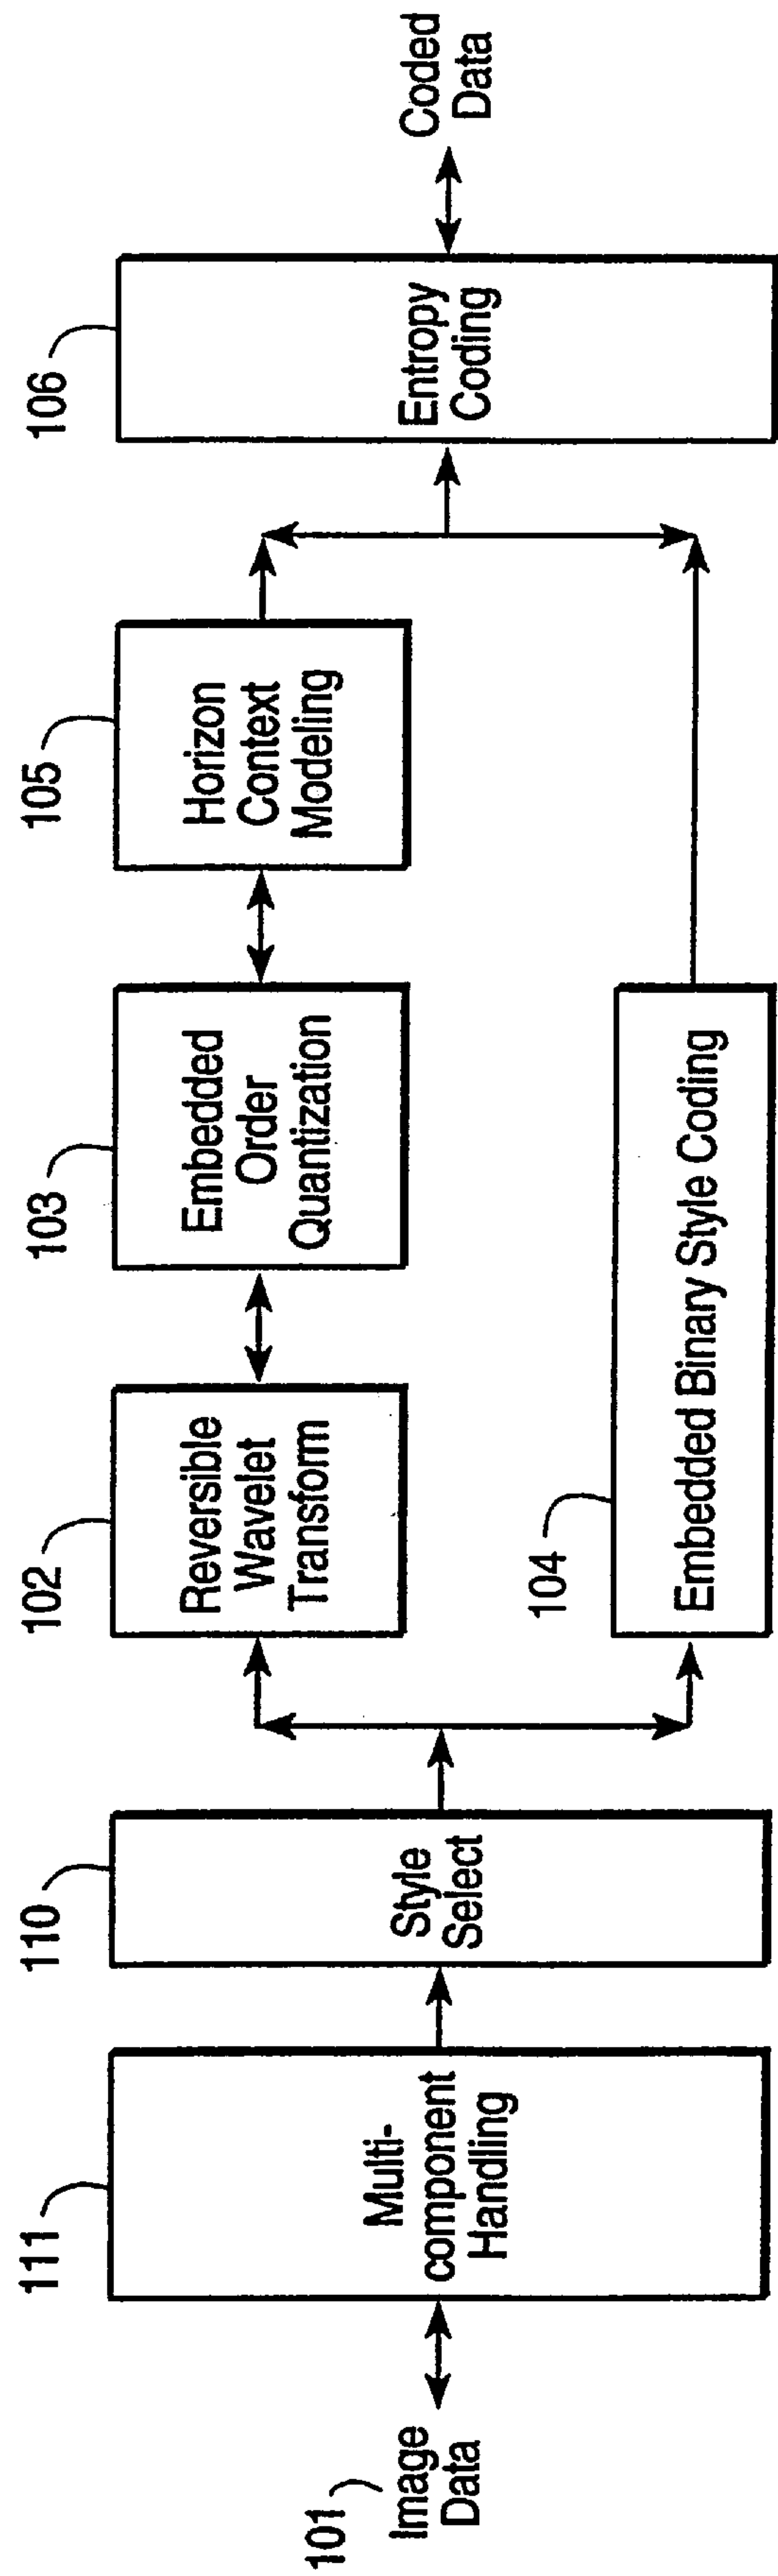 101
Image
Data
111
Multi-
component
Handling
110
Style
Select
102
Reversible
Wavelet
Transform
103
Embedded
Order
Quantization
105
Horizon
Context
Modeling
104
Embedded Binary Style Coding
106
Entropy
Coding
Coded
Data